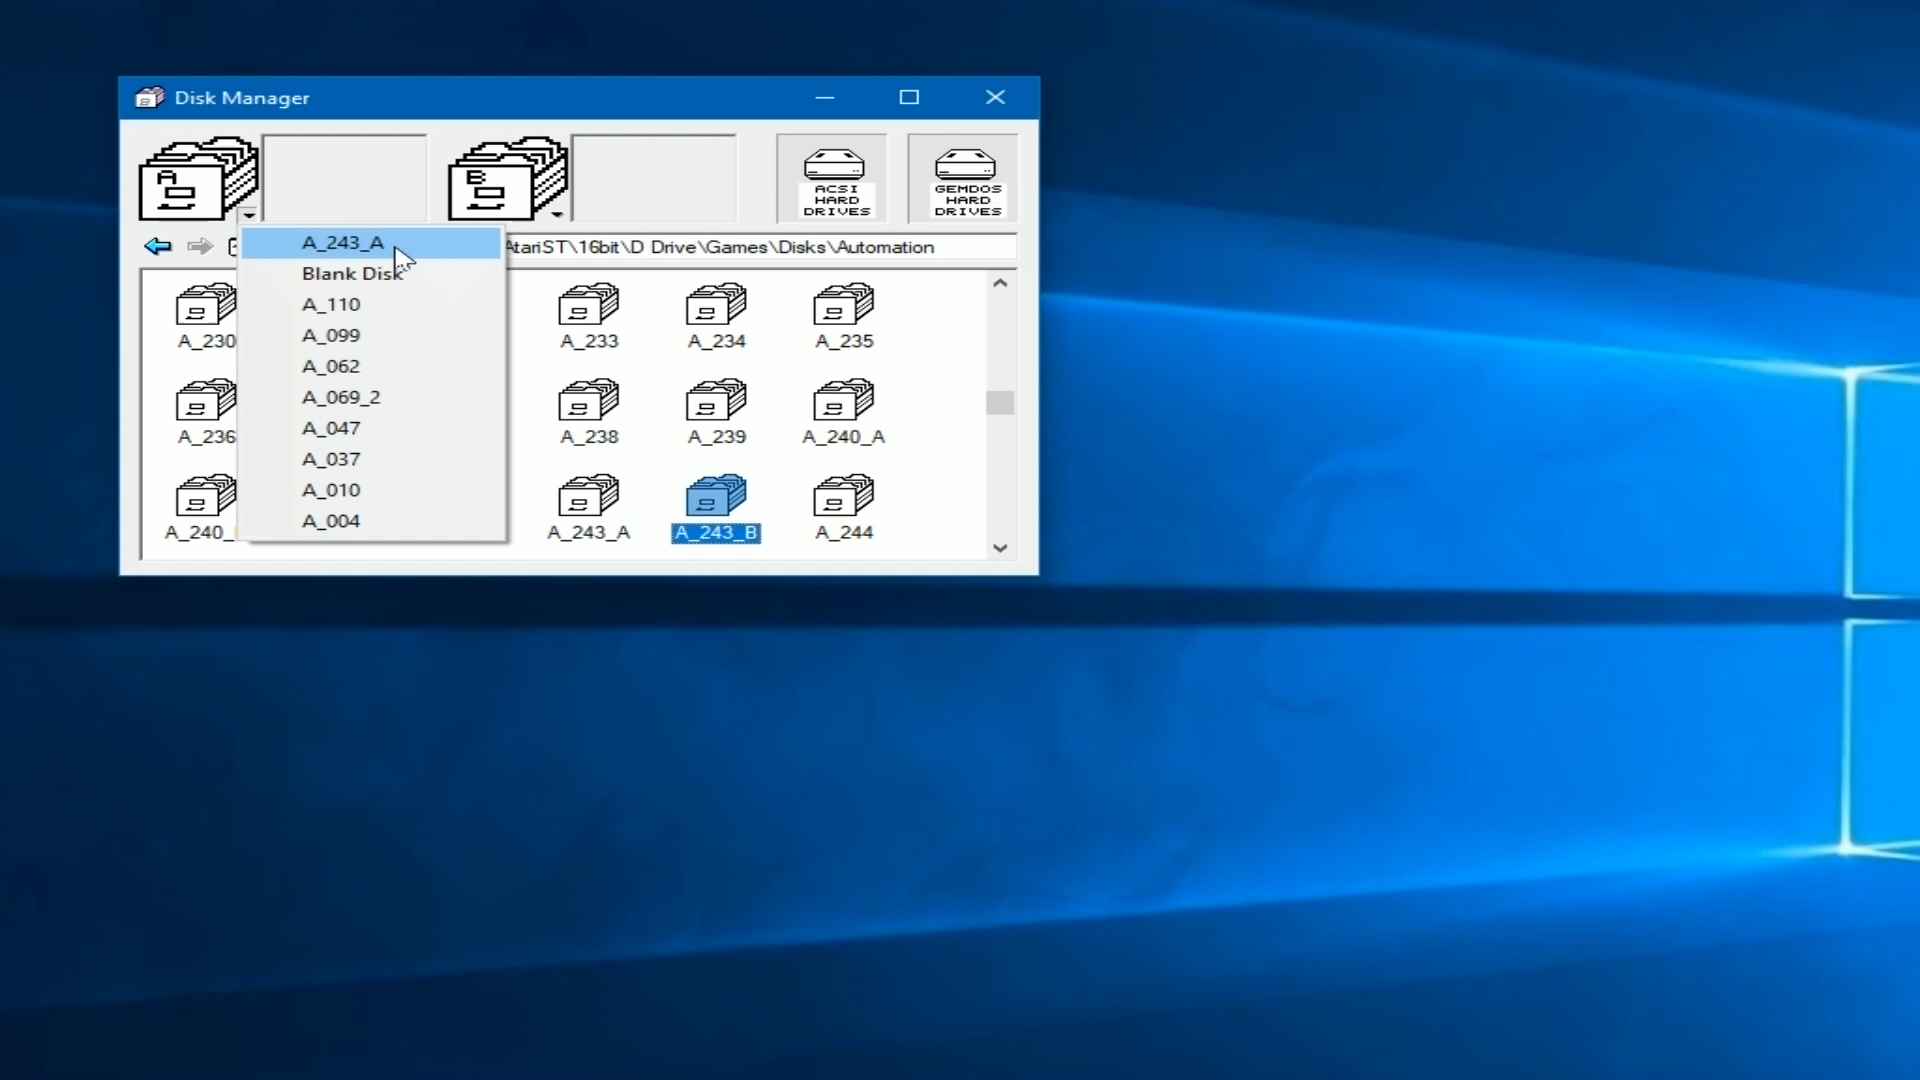 Disk Manager
A
B
ACSI
HARD
DRIVES
GEMDOS
HARD
DRIVES
AtariST\16bit\D Drive\Games\Disks\Automation
A_243_A
Blank Disk
A_110
A_099
A_062
A_069_2
A_047
A_037
A_010
A_004
A_230 A_233 A_234 A_235
A_236 A_238 A_239 A_240_A
A_240_ A_243_A A_243_B A_244